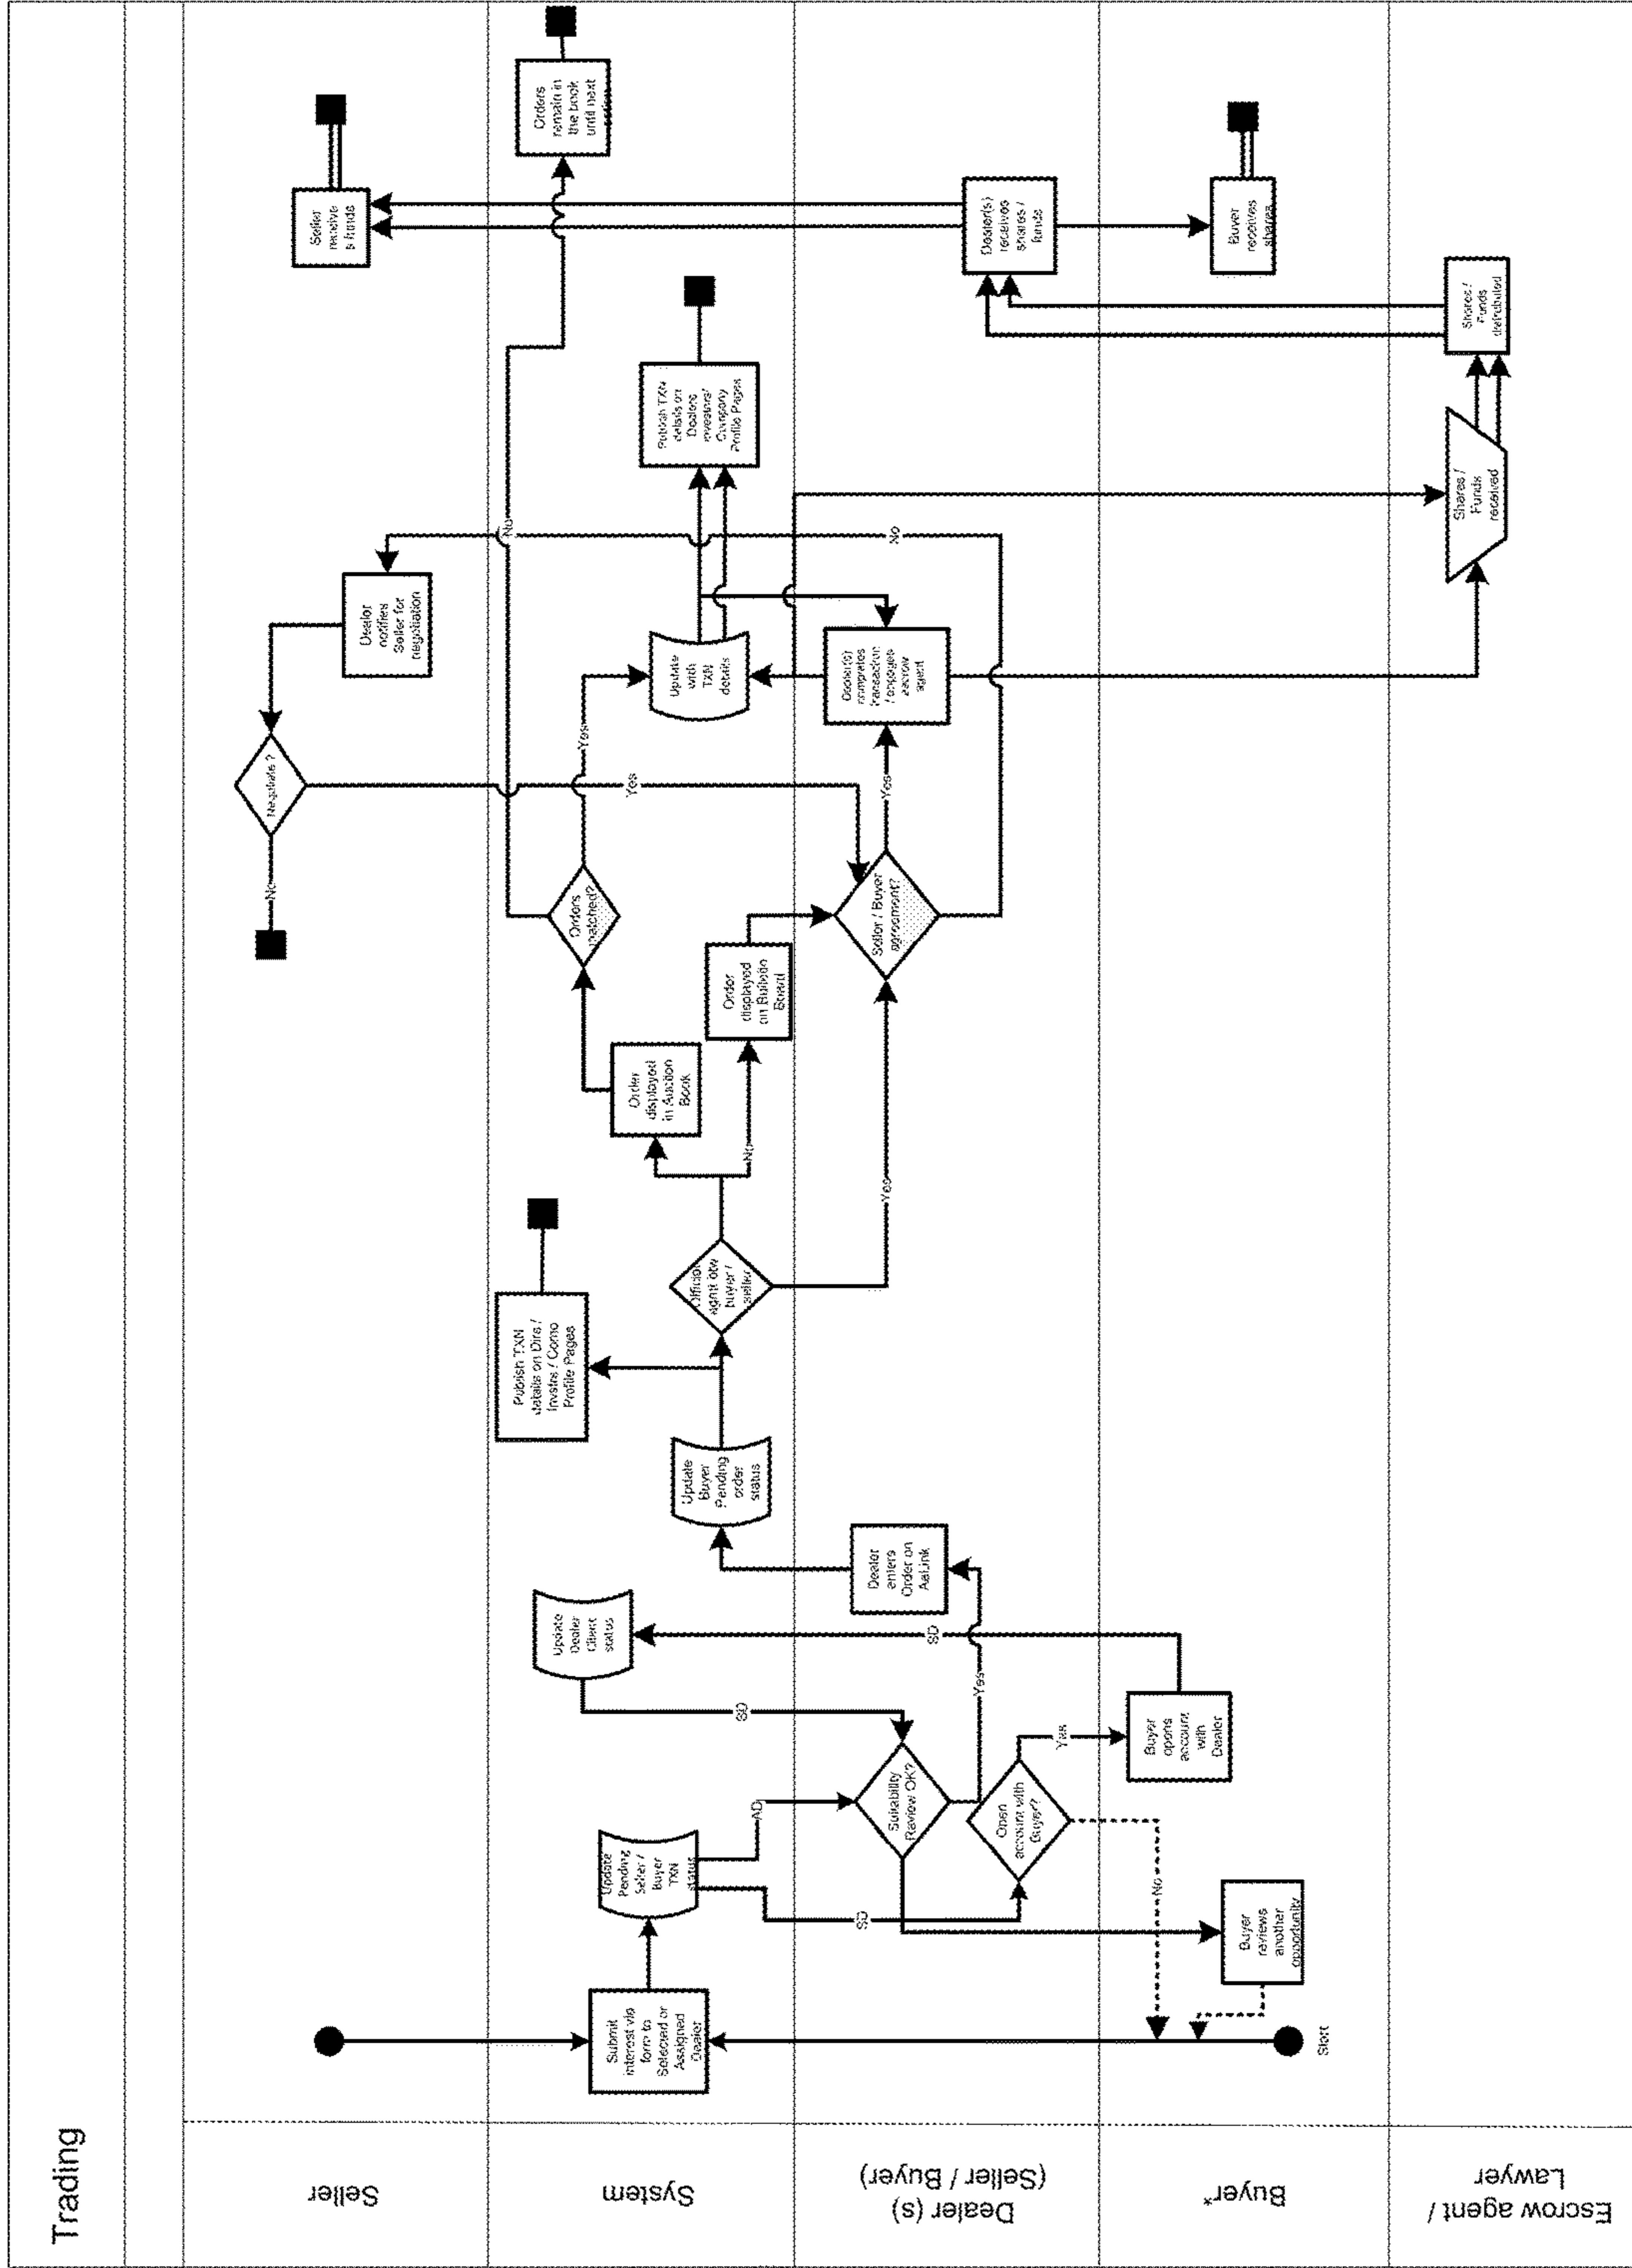 Trading
Seller
System
Dealer (s)
(Seller / Buyer)
Buyer*
Escrow agent /
Lawyer
Start
Submit
interest via
form to
Selected or
Assigned
Dealer
Update
Pending
Seller /
Buyer
TXN
status
SD
AD
Suitability
Review OK?
Open
account with
Buyer?
No
Yes
Yes
Buyer
reviews
another
opportunity
Buyer
opens
account
with
Dealer
SD
SD
Update
Dealer
Client
status
Dealer
enters
Order on
Update
Buyer
Pending
order
status
Publish TXN
details on Dlrs /
Profile Pages
Official
agmt btw
buyer /
seller
No
Yes
Order
displayed
in Auction
Book
Order
displayed
on Bulletin
Board
Orders
matched?
Yes
No
Seller / Buyer
agreement?
Yes
No
Negotiate ?
No
Yes
Dealer
notifies
Seller for
negotiation
Update
with
TXN
details
Dealer(s)
completes
transaction
/ engages
escrow
agent
Publish TXN
details on
Dealers
Investors/
Company
Profile Pages
Shares /
Funds
received
Shares /
Funds
distributed
Dealer(s)
receives
shares /
funds
Seller
receive
s funds
Buyer
receives
shares
Orders
remain in
the book
until next